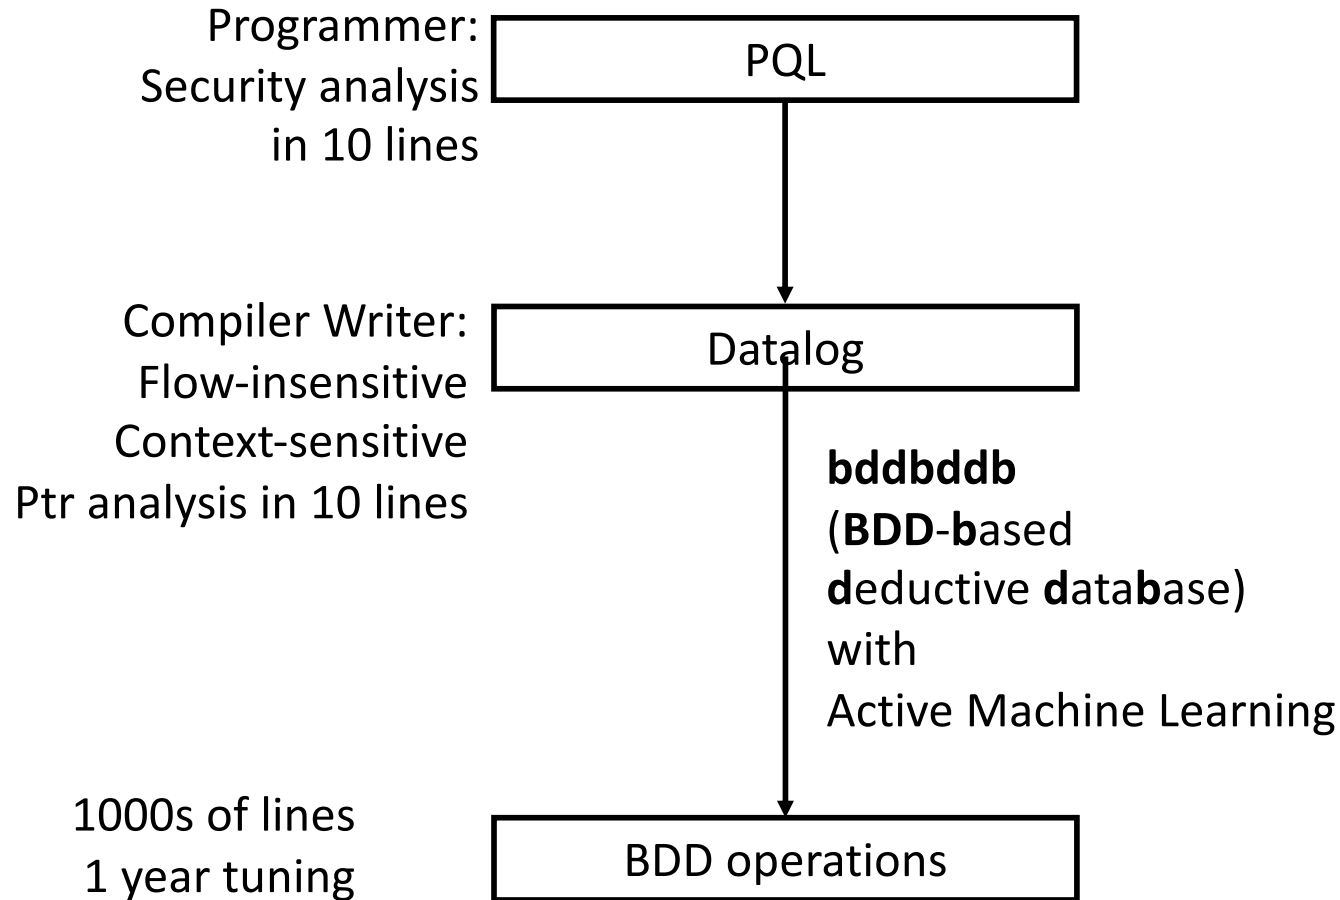 Programmer:
Security analysis
in 10 lines
PQL
Compiler Writer:
Flow-insensitive
Context-sensitive
Ptr analysis in 10 lines
Datalog
bddbddb
(BDD-based
deductive database)
with
Active Machine Learning
1000s of lines
1 year tuning
BDD operations